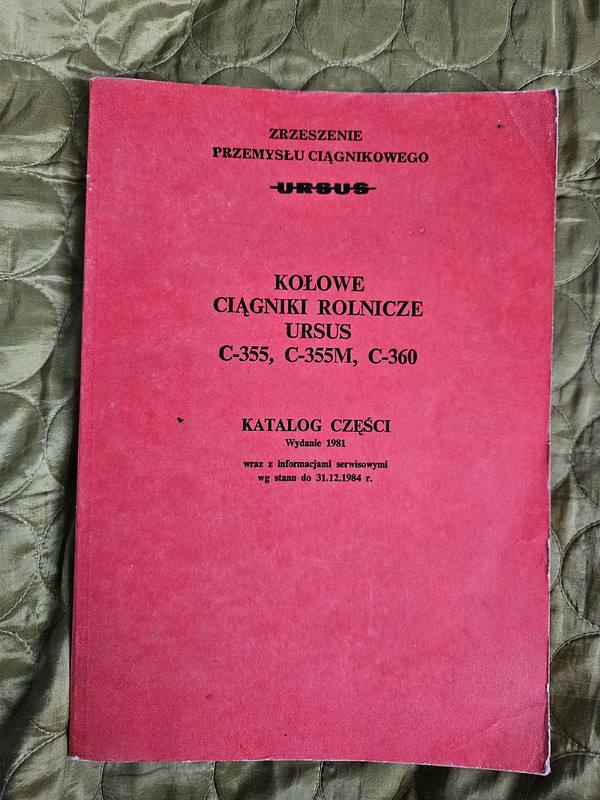 ZRZESZENIE
PRZEMYSŁU CIĄGNIKOWEGO
URSUS
KOŁOWE
CIĄGNIKI ROLNICZE
URSUS
C-355, C-355M, C-360
KATALOG CZĘŚCI
Wydanie 1981
wraz z informacjami serwisowymi
wg stanu do 31.12.1984 r.